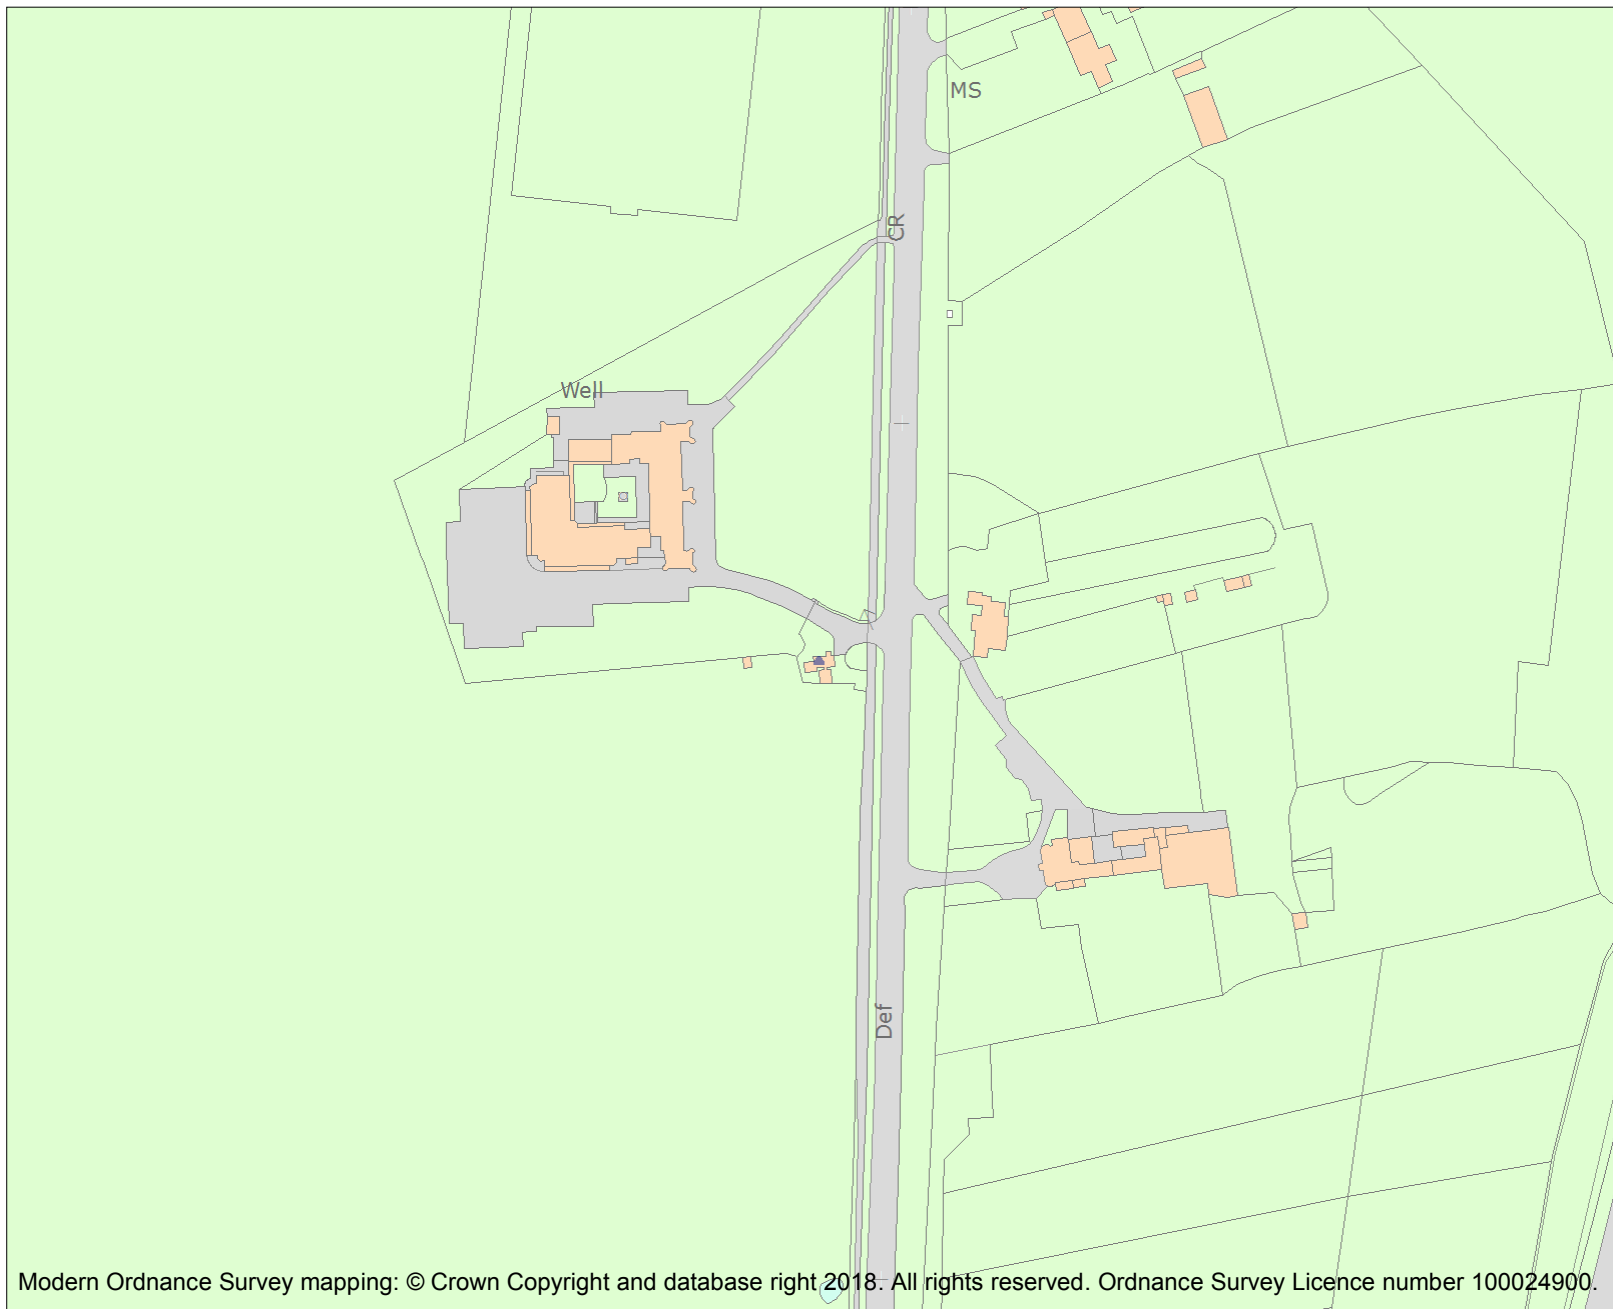 MS
CR
Well
Def
Modern Ordnance Survey mapping: © Crown Copyright and database right 2018. All rights reserved. Ordnance Survey Licence number 100024900.